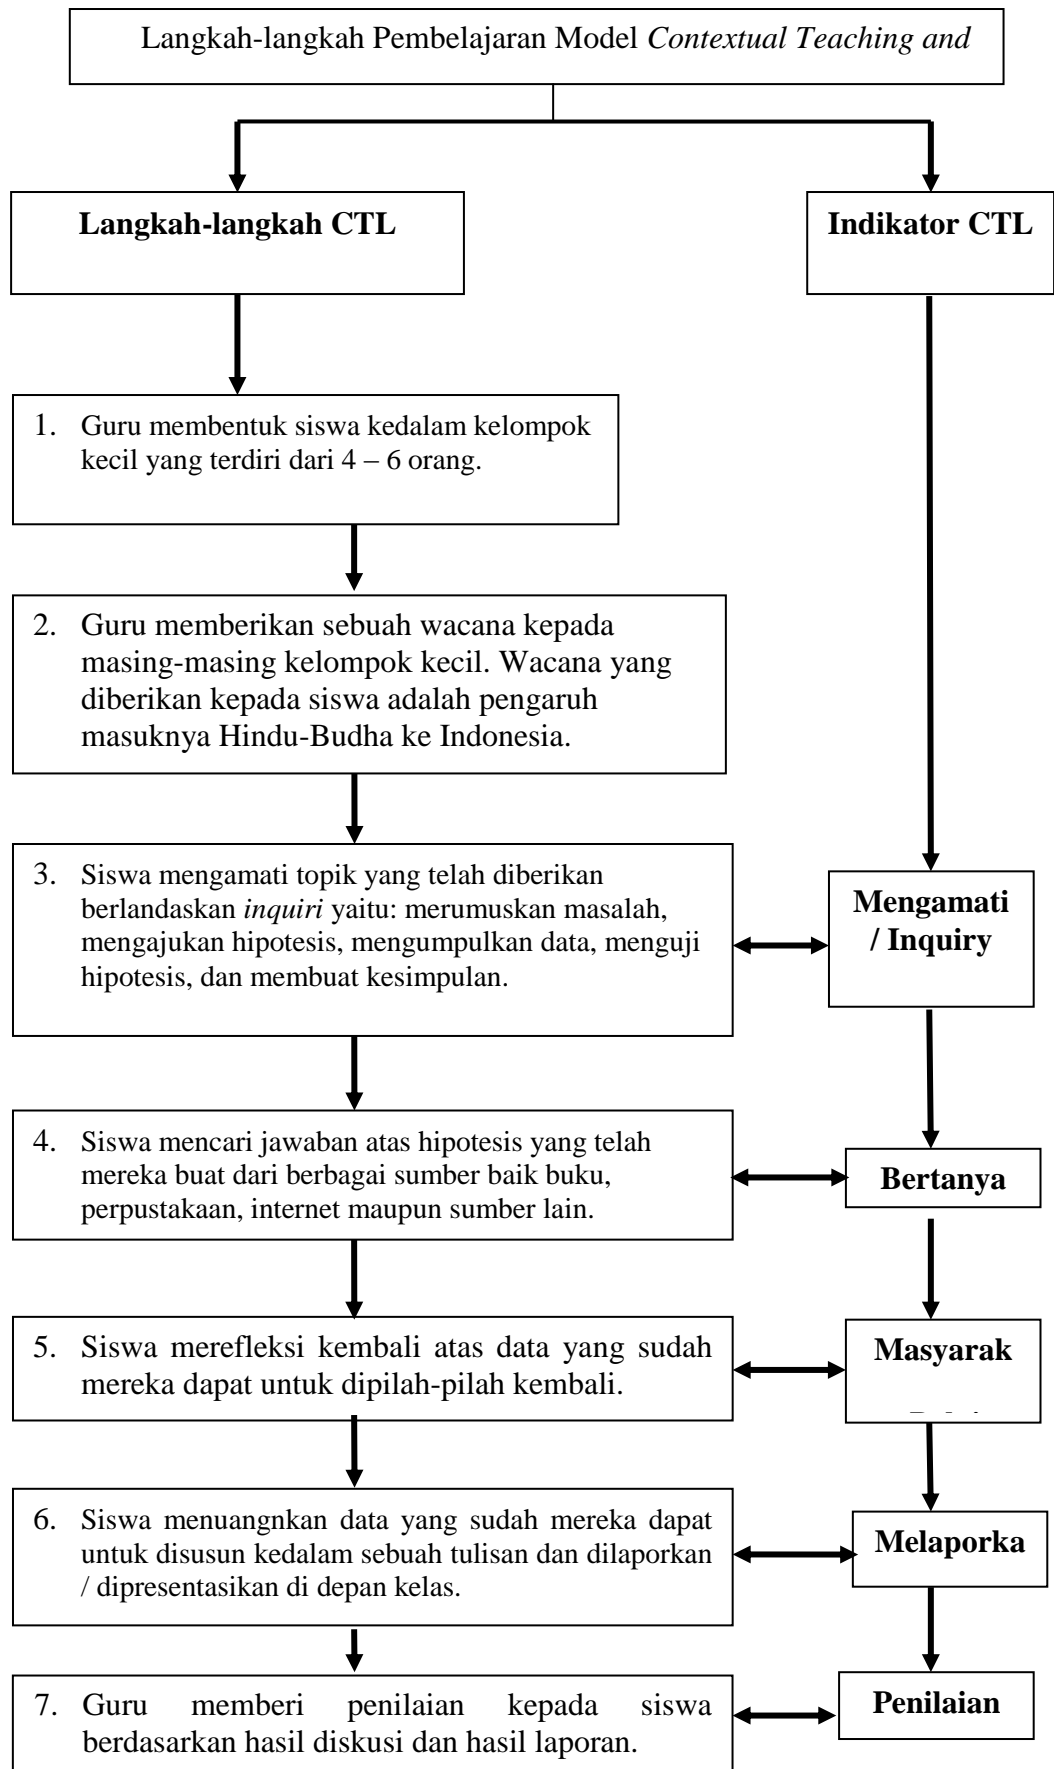 Langkah-langkah Pembelajaran Model Contextual Teaching and
Langkah-langkah CTL
Indikator CTL
1. Guru membentuk siswa kedalam kelompok
kecil yang terdiri dari 4 – 6 orang.
2. Guru memberikan sebuah wacana kepada
masing-masing kelompok kecil. Wacana yang
diberikan kepada siswa adalah pengaruh
masuknya Hindu-Budha ke Indonesia.
3. Siswa mengamati topik yang telah diberikan
berlandaskan inquiri yaitu: merumuskan masalah,
mengajukan hipotesis, mengumpulkan data, menguji
hipotesis, dan membuat kesimpulan.
Mengamati
/ Inquiry
4. Siswa mencari jawaban atas hipotesis yang telah
mereka buat dari berbagai sumber baik buku,
perpustakaan, internet maupun sumber lain.
Bertanya
5. Siswa merefleksi kembali atas data yang sudah
mereka dapat untuk dipilah-pilah kembali.
Masyarak
6. Siswa menuangnkan data yang sudah mereka dapat
untuk disusun kedalam sebuah tulisan dan dilaporkan
/ dipresentasikan di depan kelas.
Melaporka
7. Guru memberi penilaian kepada siswa
berdasarkan hasil diskusi dan hasil laporan.
Penilaian